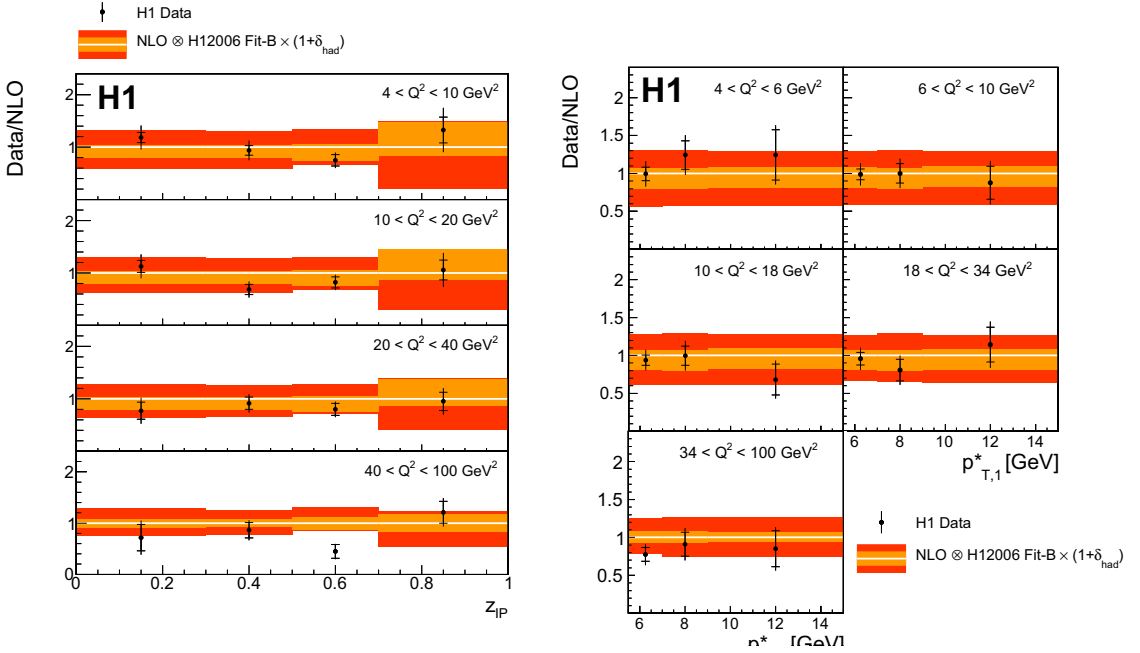 H1 Data
NLO ⊗ H12006 Fit-B × (1+δ_had)
Data/NLO
H1
4 < Q² < 10 GeV²
2
1
10 < Q² < 20 GeV²
2
1
20 < Q² < 40 GeV²
2
1
40 < Q² < 100 GeV²
2
1
0
0 0.2 0.4 0.6 0.8 1
z_IP
Data/NLO
H1
4 < Q² < 6 GeV²
6 < Q² < 10 GeV²
2
1.5
1
0.5
10 < Q² < 18 GeV²
18 < Q² < 34 GeV²
2
1.5
1
0.5
6 8 10 12 14
p*_T,1 [GeV]
34 < Q² < 100 GeV²
2
1.5
1
0.5
6 8 10 12 14
p* [GeV]
H1 Data
NLO ⊗ H12006 Fit-B × (1+δ_had)